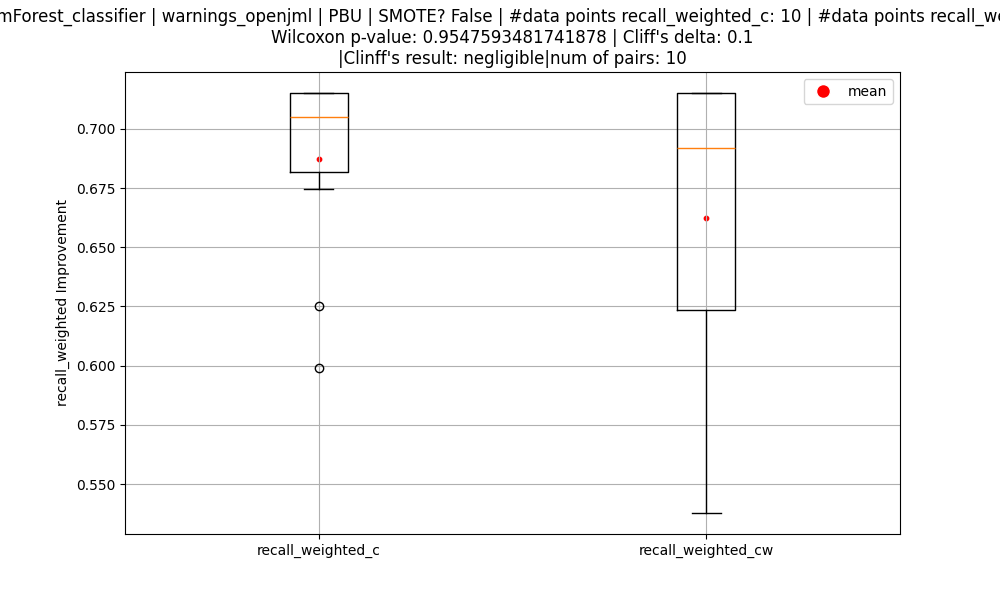 mForest_classifier | warnings_openjml | PBU | SMOTE? False | #data points recall_weighted_c: 10 | #data points recall_we
Wilcoxon p-value: 0.9547593481741878 | Cliff's delta: 0.1
|Clinff's result: negligible|num of pairs: 10
mean
0.700
0.675
0.650
0.625
0.600
0.575
0.550
recall_weighted Improvement
recall_weighted_c
recall_weighted_cw